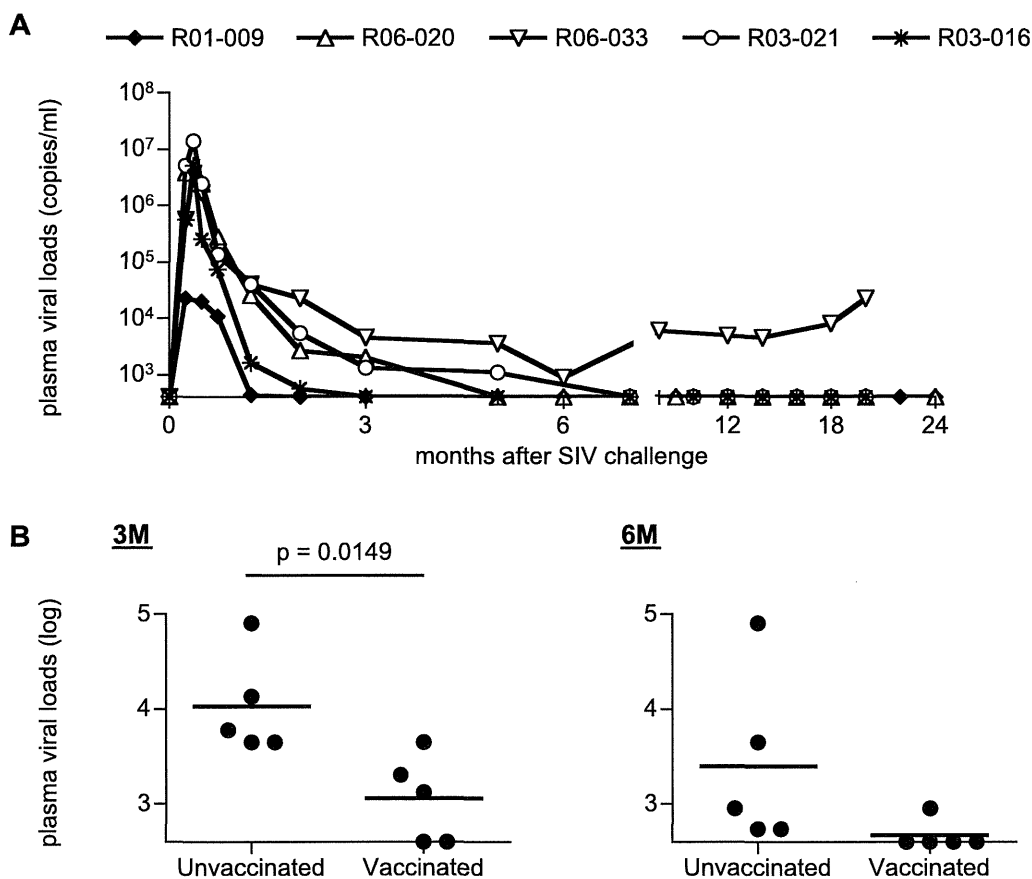 A
R01-009 R06-020 R06-033 R03-021 R03-016
plasma viral loads (copies/ml)
10⁸
10⁷
10⁶
10⁵
10⁴
10³
0 3 6 12 18 24
months after SIV challenge
B
3M
p = 0.0149
plasma viral loads (log)
5
4
3
Unvaccinated Vaccinated
6M
5
4
3
Unvaccinated Vaccinated